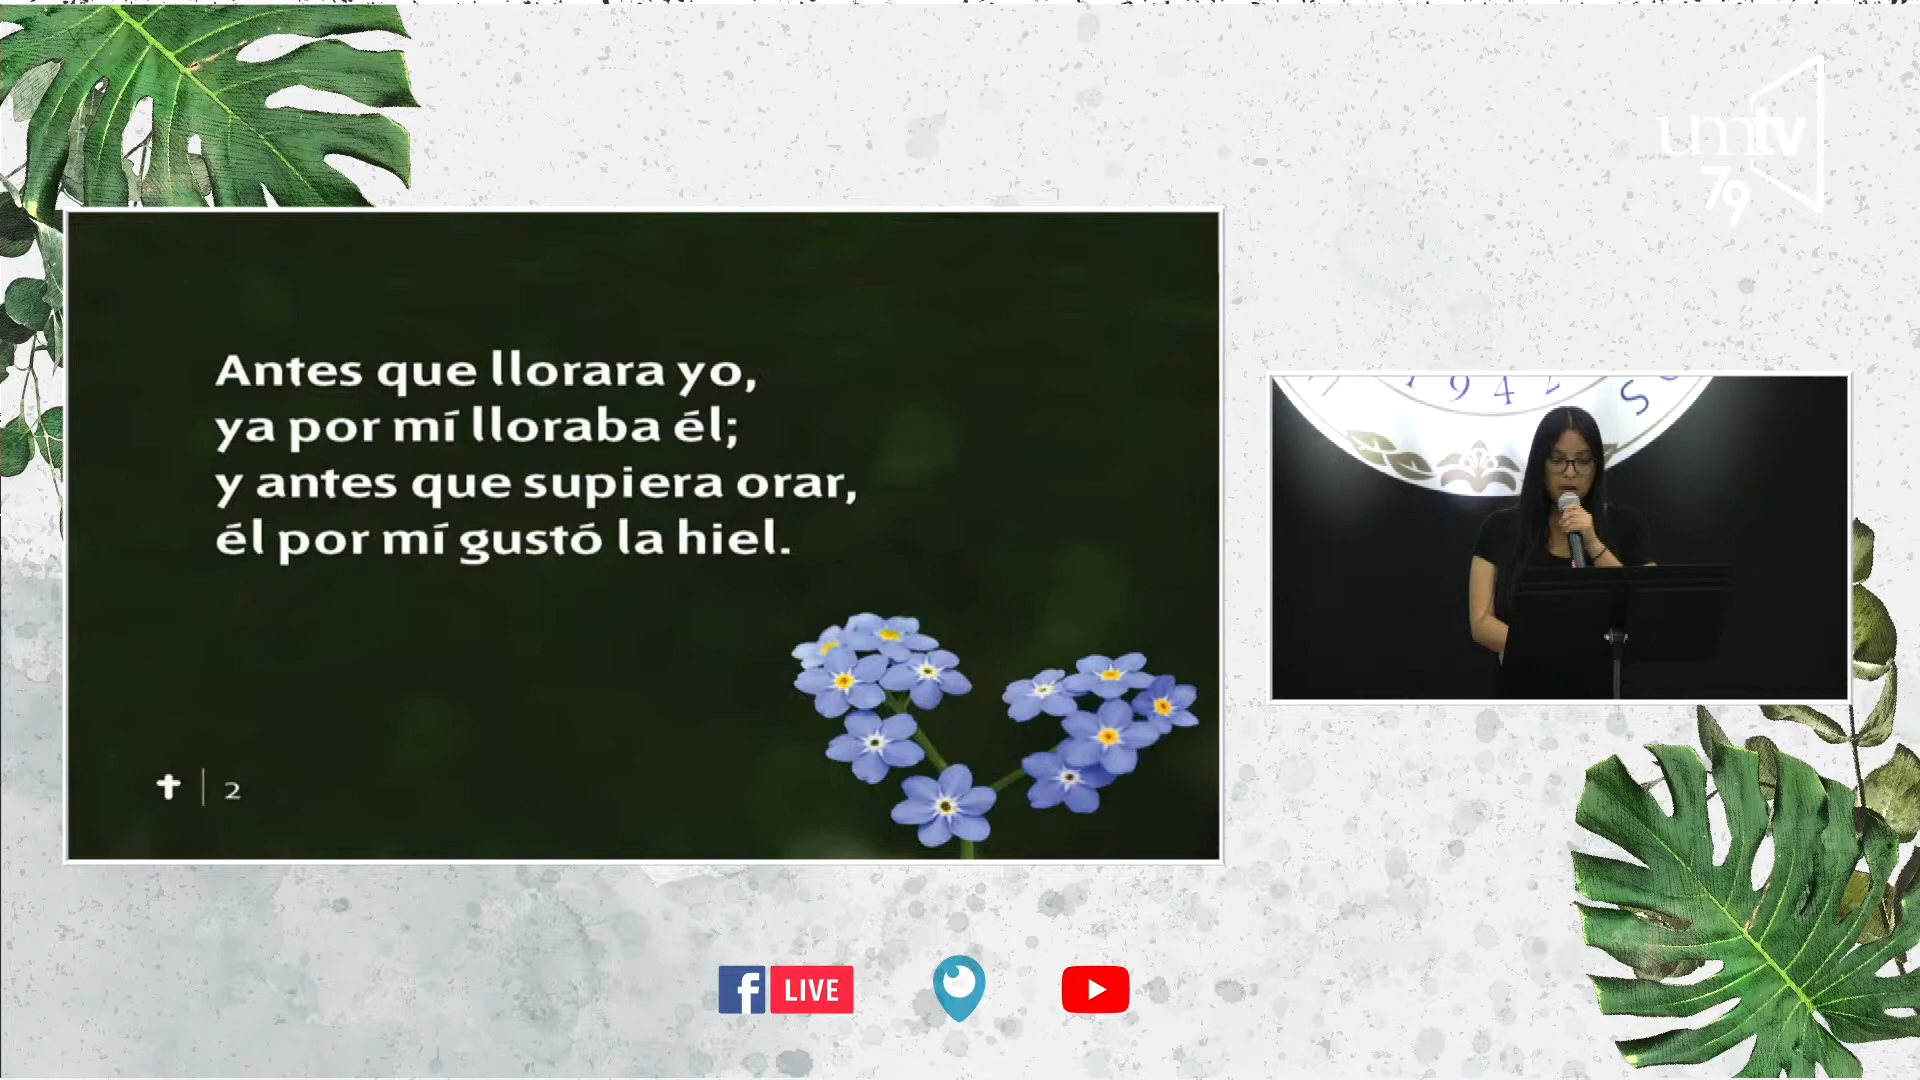 umtv
79
Antes que llorara yo,
ya por mí lloraba él;
y antes que supiera orar,
él por mí gustó la hiel.
2
1942
S
f LIVE